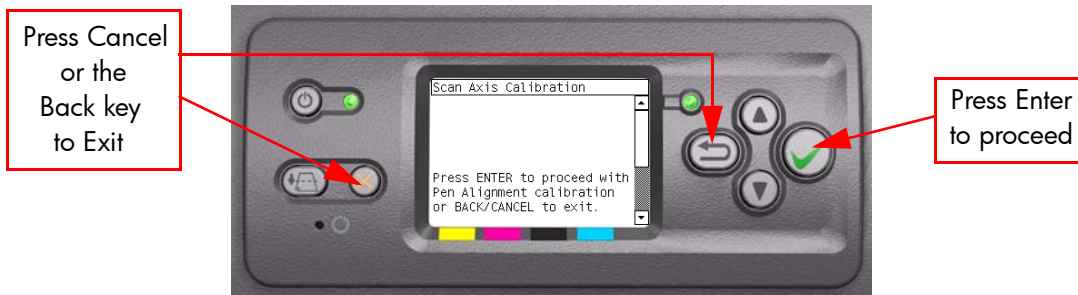 Press Cancel
or the
Back key
to Exit
Scan Axis Calibration
Press ENTER to proceed with
Pen Alignment calibration
or BACK/CANCEL to exit.
Press Enter
to proceed